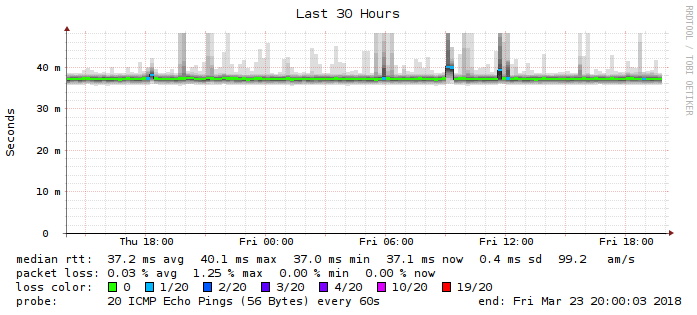 Last 30 Hours
RRDTOOL / TOBI OETIKER
Seconds
40 m
30 m
20 m
10 m
0
Thu 18:00 Fri 00:00 Fri 06:00 Fri 12:00 Fri 18:00
median rtt: 37.2 ms avg 40.1 ms max 37.0 ms min 37.1 ms now 0.4 ms sd 99.2 am/s
packet loss: 0.03 % avg 1.25 % max 0.00 % min 0.00 % now
loss color: 0 1/20 2/20 3/20 4/20 10/20 19/20
probe: 20 ICMP Echo Pings (56 Bytes) every 60s end: Fri Mar 23 20:00:03 2018